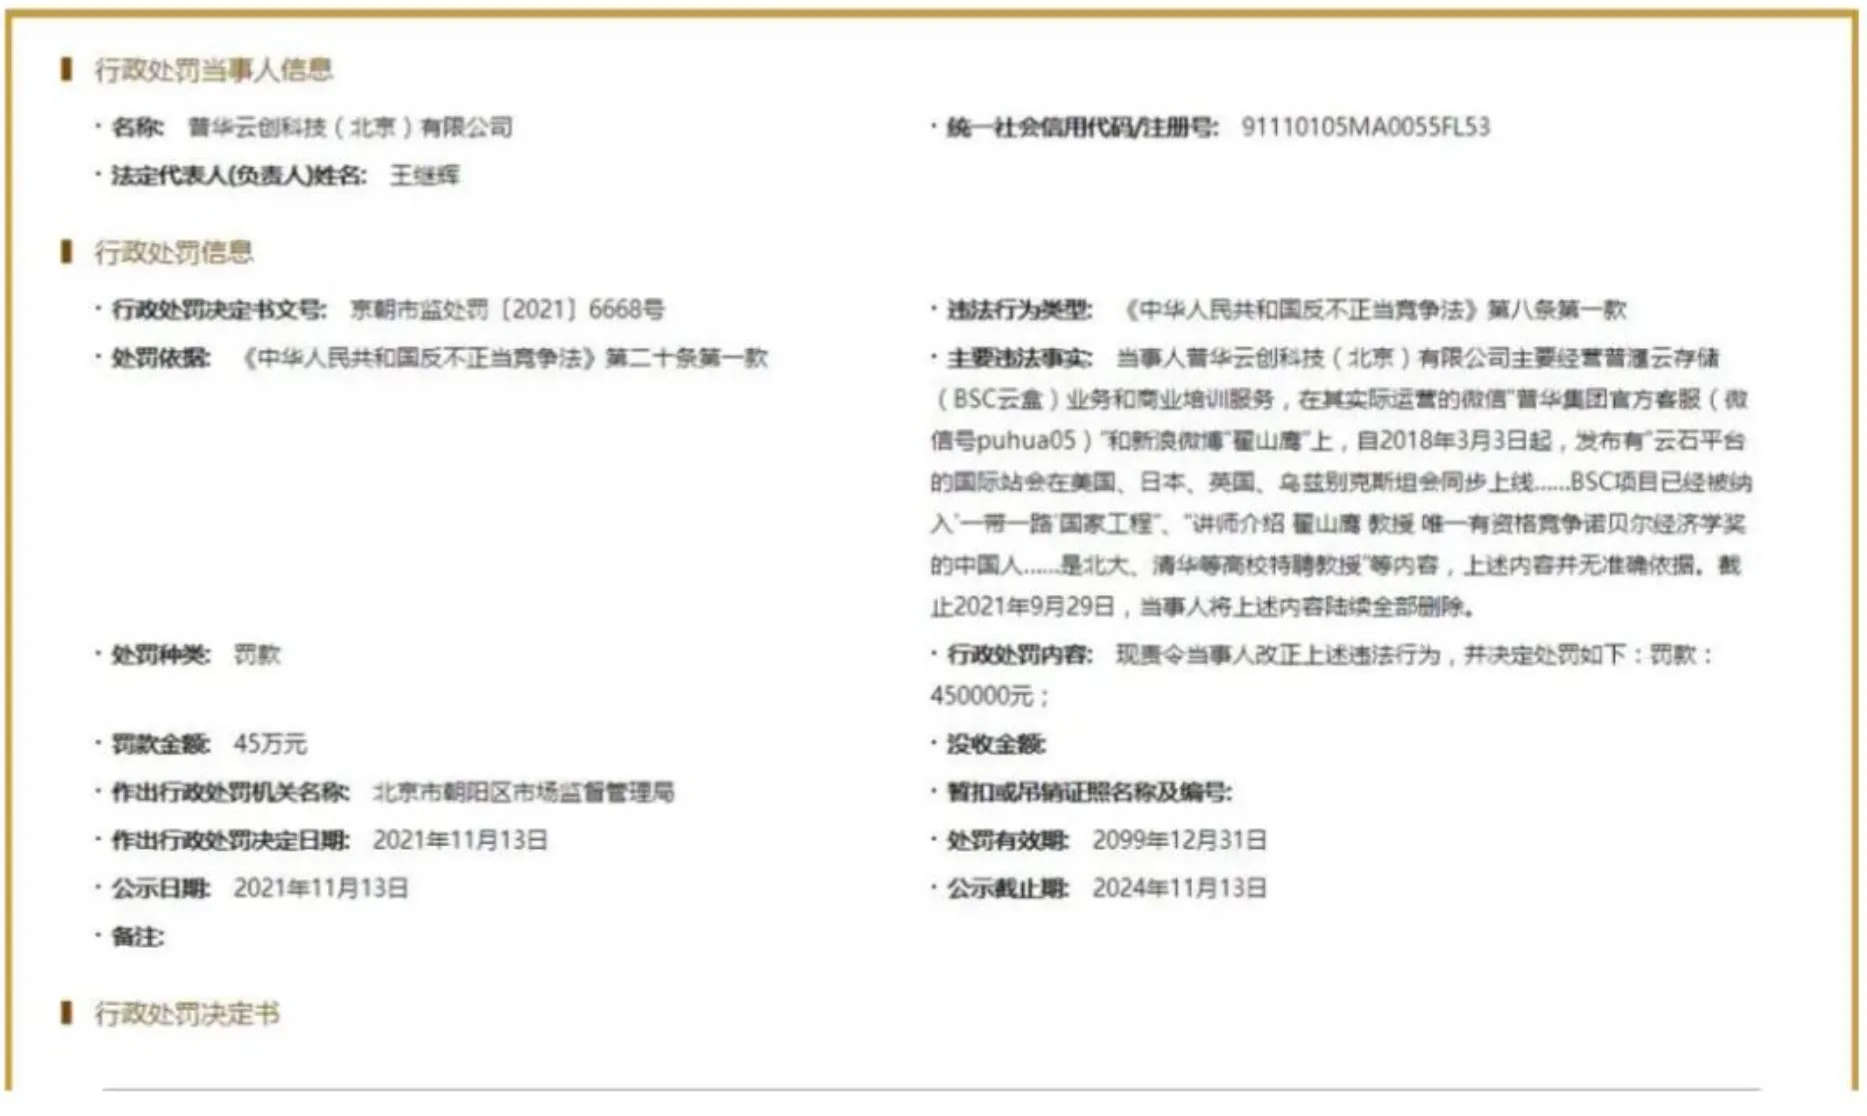 行政处罚当事人信息
· 名称: 普华云创科技（北京）有限公司
· 统一社会信用代码/注册号: 91110105MA0055FL53
· 法定代表人(负责人)姓名: 王继辉
行政处罚信息
· 行政处罚决定书文号: 京朝市监处罚〔2021〕6668号
· 违法行为类型: 《中华人民共和国反不正当竞争法》第八条第一款
· 处罚依据: 《中华人民共和国反不正当竞争法》第二十条第一款
· 主要违法事实: 当事人普华云创科技（北京）有限公司主要经营普滙云存储
（BSC云盒）业务和商业培训服务，在其实际运营的微信"普华集团官方客服（微
信号puhua05）"和新浪微博"翟山鹰"上，自2018年3月3日起，发布有"云石平台
的国际站会在美国、日本、英国、乌兹别克斯坦会同步上线......BSC项目已经被纳
入'一带一路'国家工程"、"讲师介绍 翟山鹰 教授 唯一有资格竞争诺贝尔经济学奖
的中国人......是北大、清华等高校特聘教授"等内容，上述内容并无准确依据。截
止2021年9月29日，当事人将上述内容陆续全部删除。
· 处罚种类: 罚款
· 行政处罚内容: 现责令当事人改正上述违法行为，并决定处罚如下：罚款：
450000元；
· 罚款金额: 45万元
· 没收金额:
· 作出行政处罚机关名称: 北京市朝阳区市场监督管理局
· 暂扣或吊销证照名称及编号:
· 作出行政处罚决定日期: 2021年11月13日
· 处罚有效期: 2099年12月31日
· 公示日期: 2021年11月13日
· 公示截止期: 2024年11月13日
· 备注:
行政处罚决定书